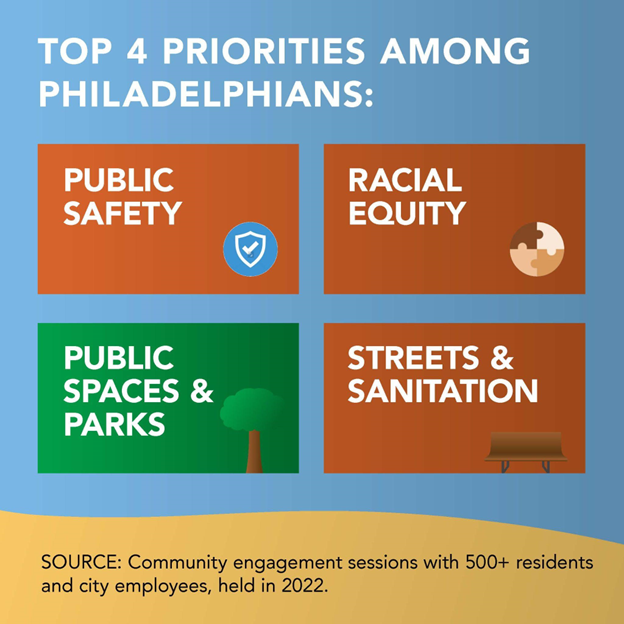 TOP 4 PRIORITIES AMONG
PHILADELPHIANS:
PUBLIC
SAFETY
RACIAL
EQUITY
PUBLIC
SPACES &
PARKS
STREETS &
SANITATION
SOURCE: Community engagement sessions with 500+ residents
and city employees, held in 2022.